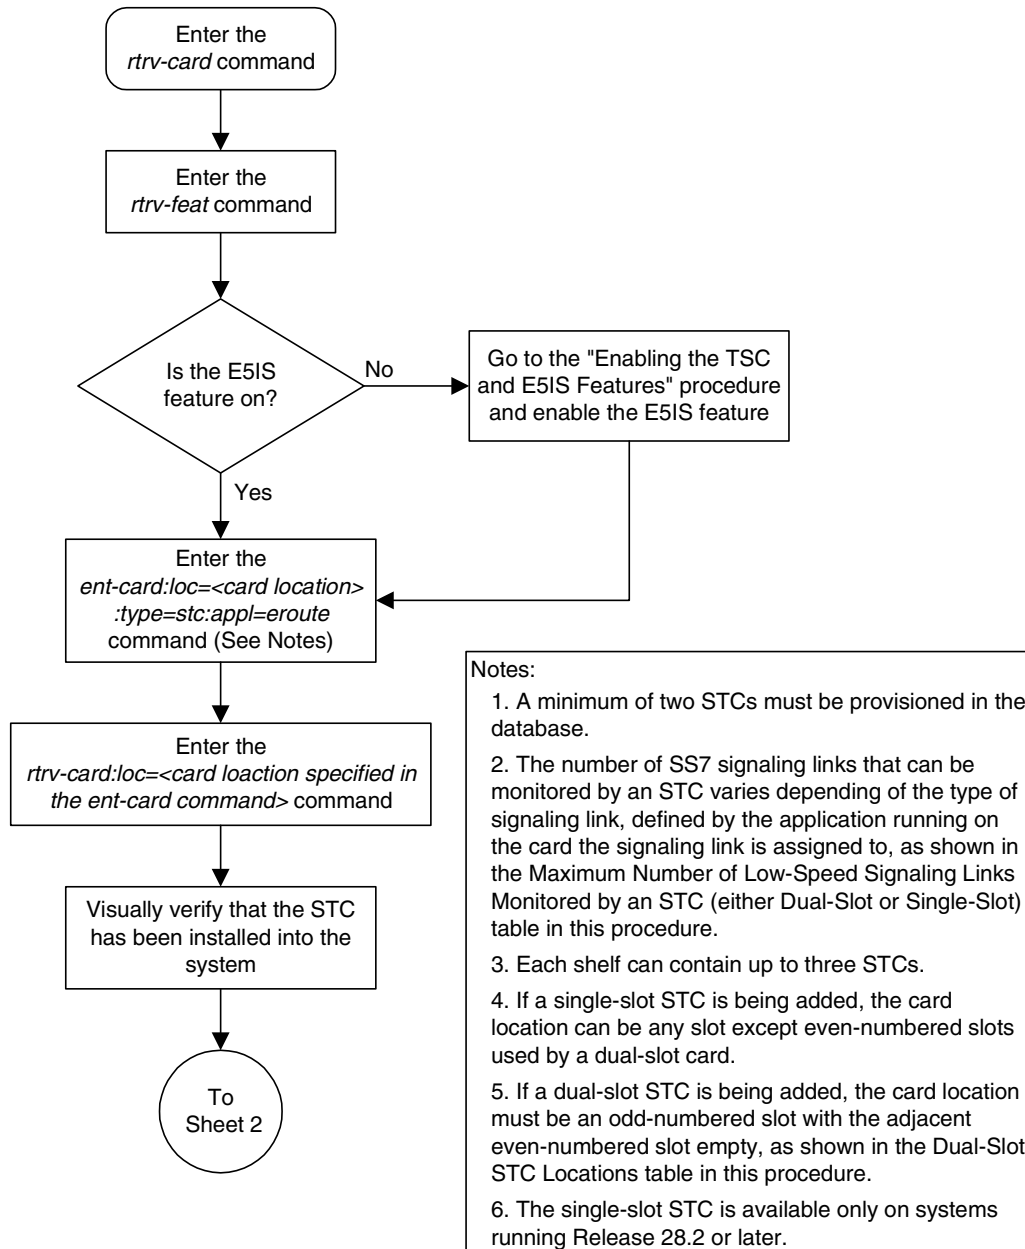 Enter the
rtrv-card command
Enter the
rtrv-feat command
Is the E5IS
feature on?
No
Go to the "Enabling the TSC
and E5IS Features" procedure
and enable the E5IS feature
Yes
Enter the
ent-card:loc=<card location>
:type=stc:appl=eroute
command (See Notes)
Enter the
rtrv-card:loc=<card loaction specified in
the ent-card command> command
Visually verify that the STC
has been installed into the
system
To
Sheet 2
Notes:
1. A minimum of two STCs must be provisioned in the
database.
2. The number of SS7 signaling links that can be
monitored by an STC varies depending of the type of
signaling link, defined by the application running on
the card the signaling link is assigned to, as shown in
the Maximum Number of Low-Speed Signaling Links
Monitored by an STC (either Dual-Slot or Single-Slot)
table in this procedure.
3. Each shelf can contain up to three STCs.
4. If a single-slot STC is being added, the card
location can be any slot except even-numbered slots
used by a dual-slot card.
5. If a dual-slot STC is being added, the card location
must be an odd-numbered slot with the adjacent
even-numbered slot empty, as shown in the Dual-Slot
STC Locations table in this procedure.
6. The single-slot STC is available only on systems
running Release 28.2 or later.